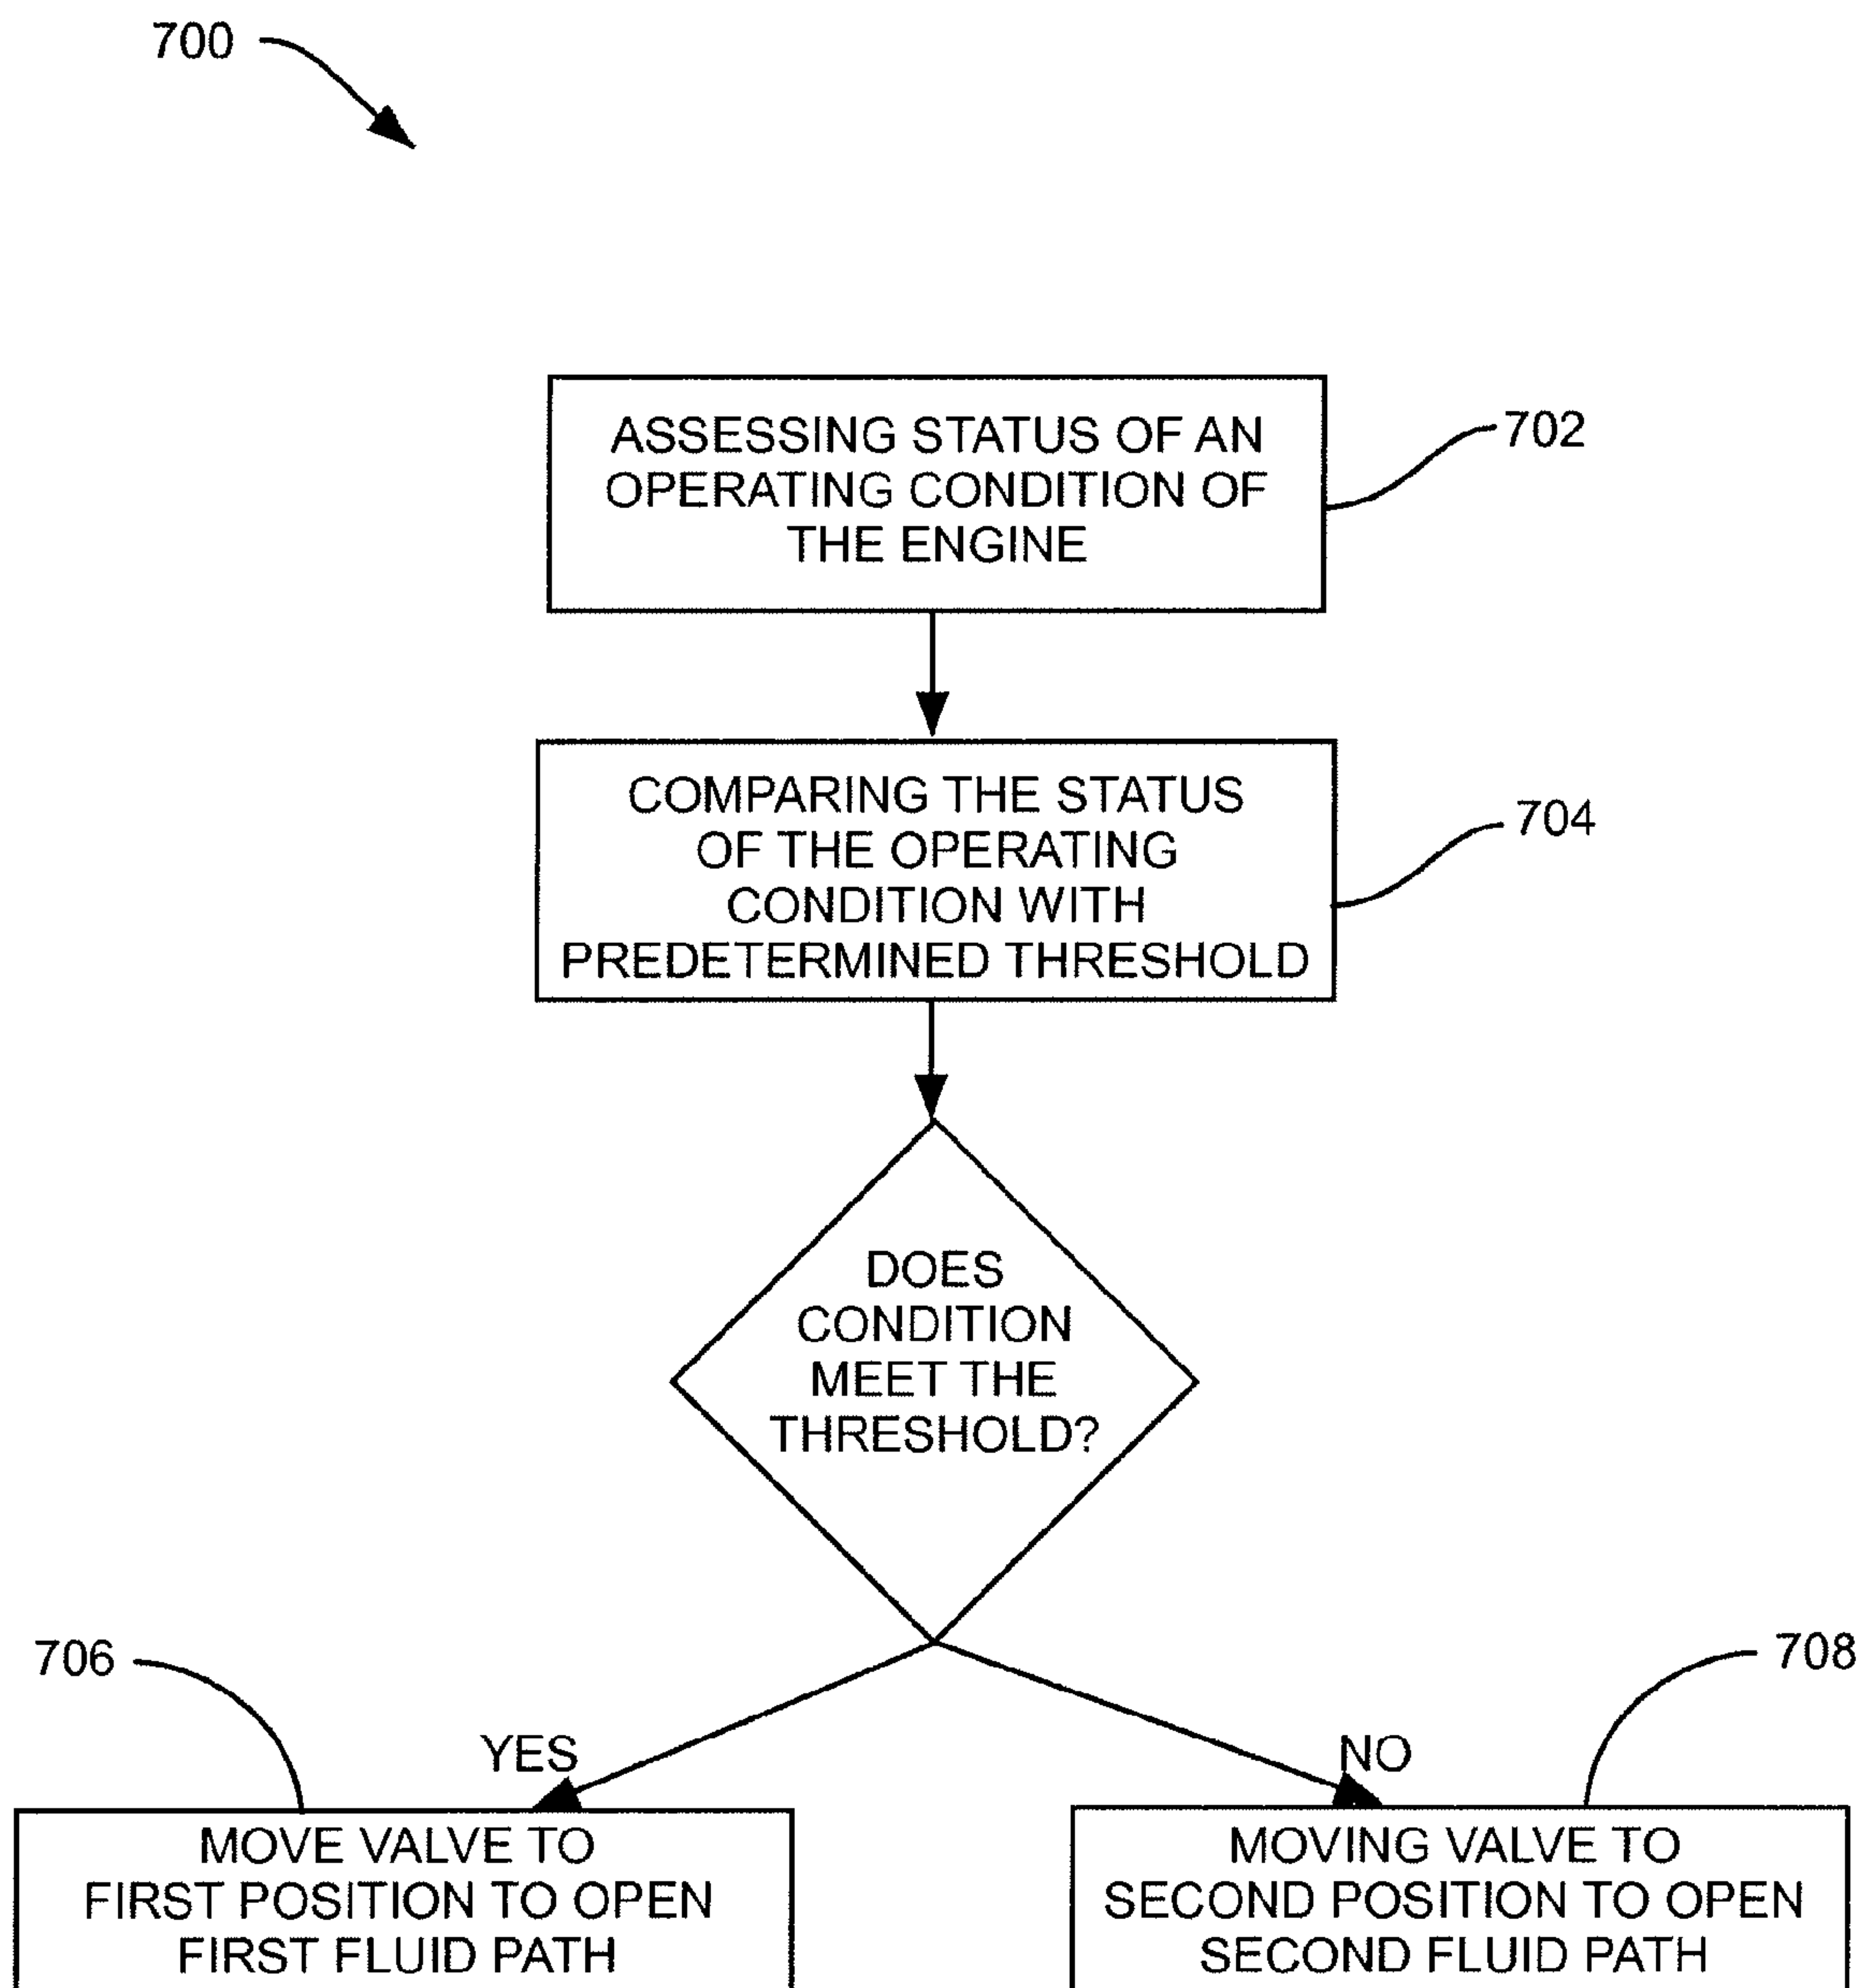 700
ASSESSING STATUS OF AN
OPERATING CONDITION OF
THE ENGINE
702
COMPARING THE STATUS
OF THE OPERATING
CONDITION WITH
PREDETERMINED THRESHOLD
704
DOES
CONDITION
MEET THE
THRESHOLD?
706
708
YES
NO
MOVE VALVE TO
FIRST POSITION TO OPEN
FIRST FLUID PATH
MOVING VALVE TO
SECOND POSITION TO OPEN
SECOND FLUID PATH